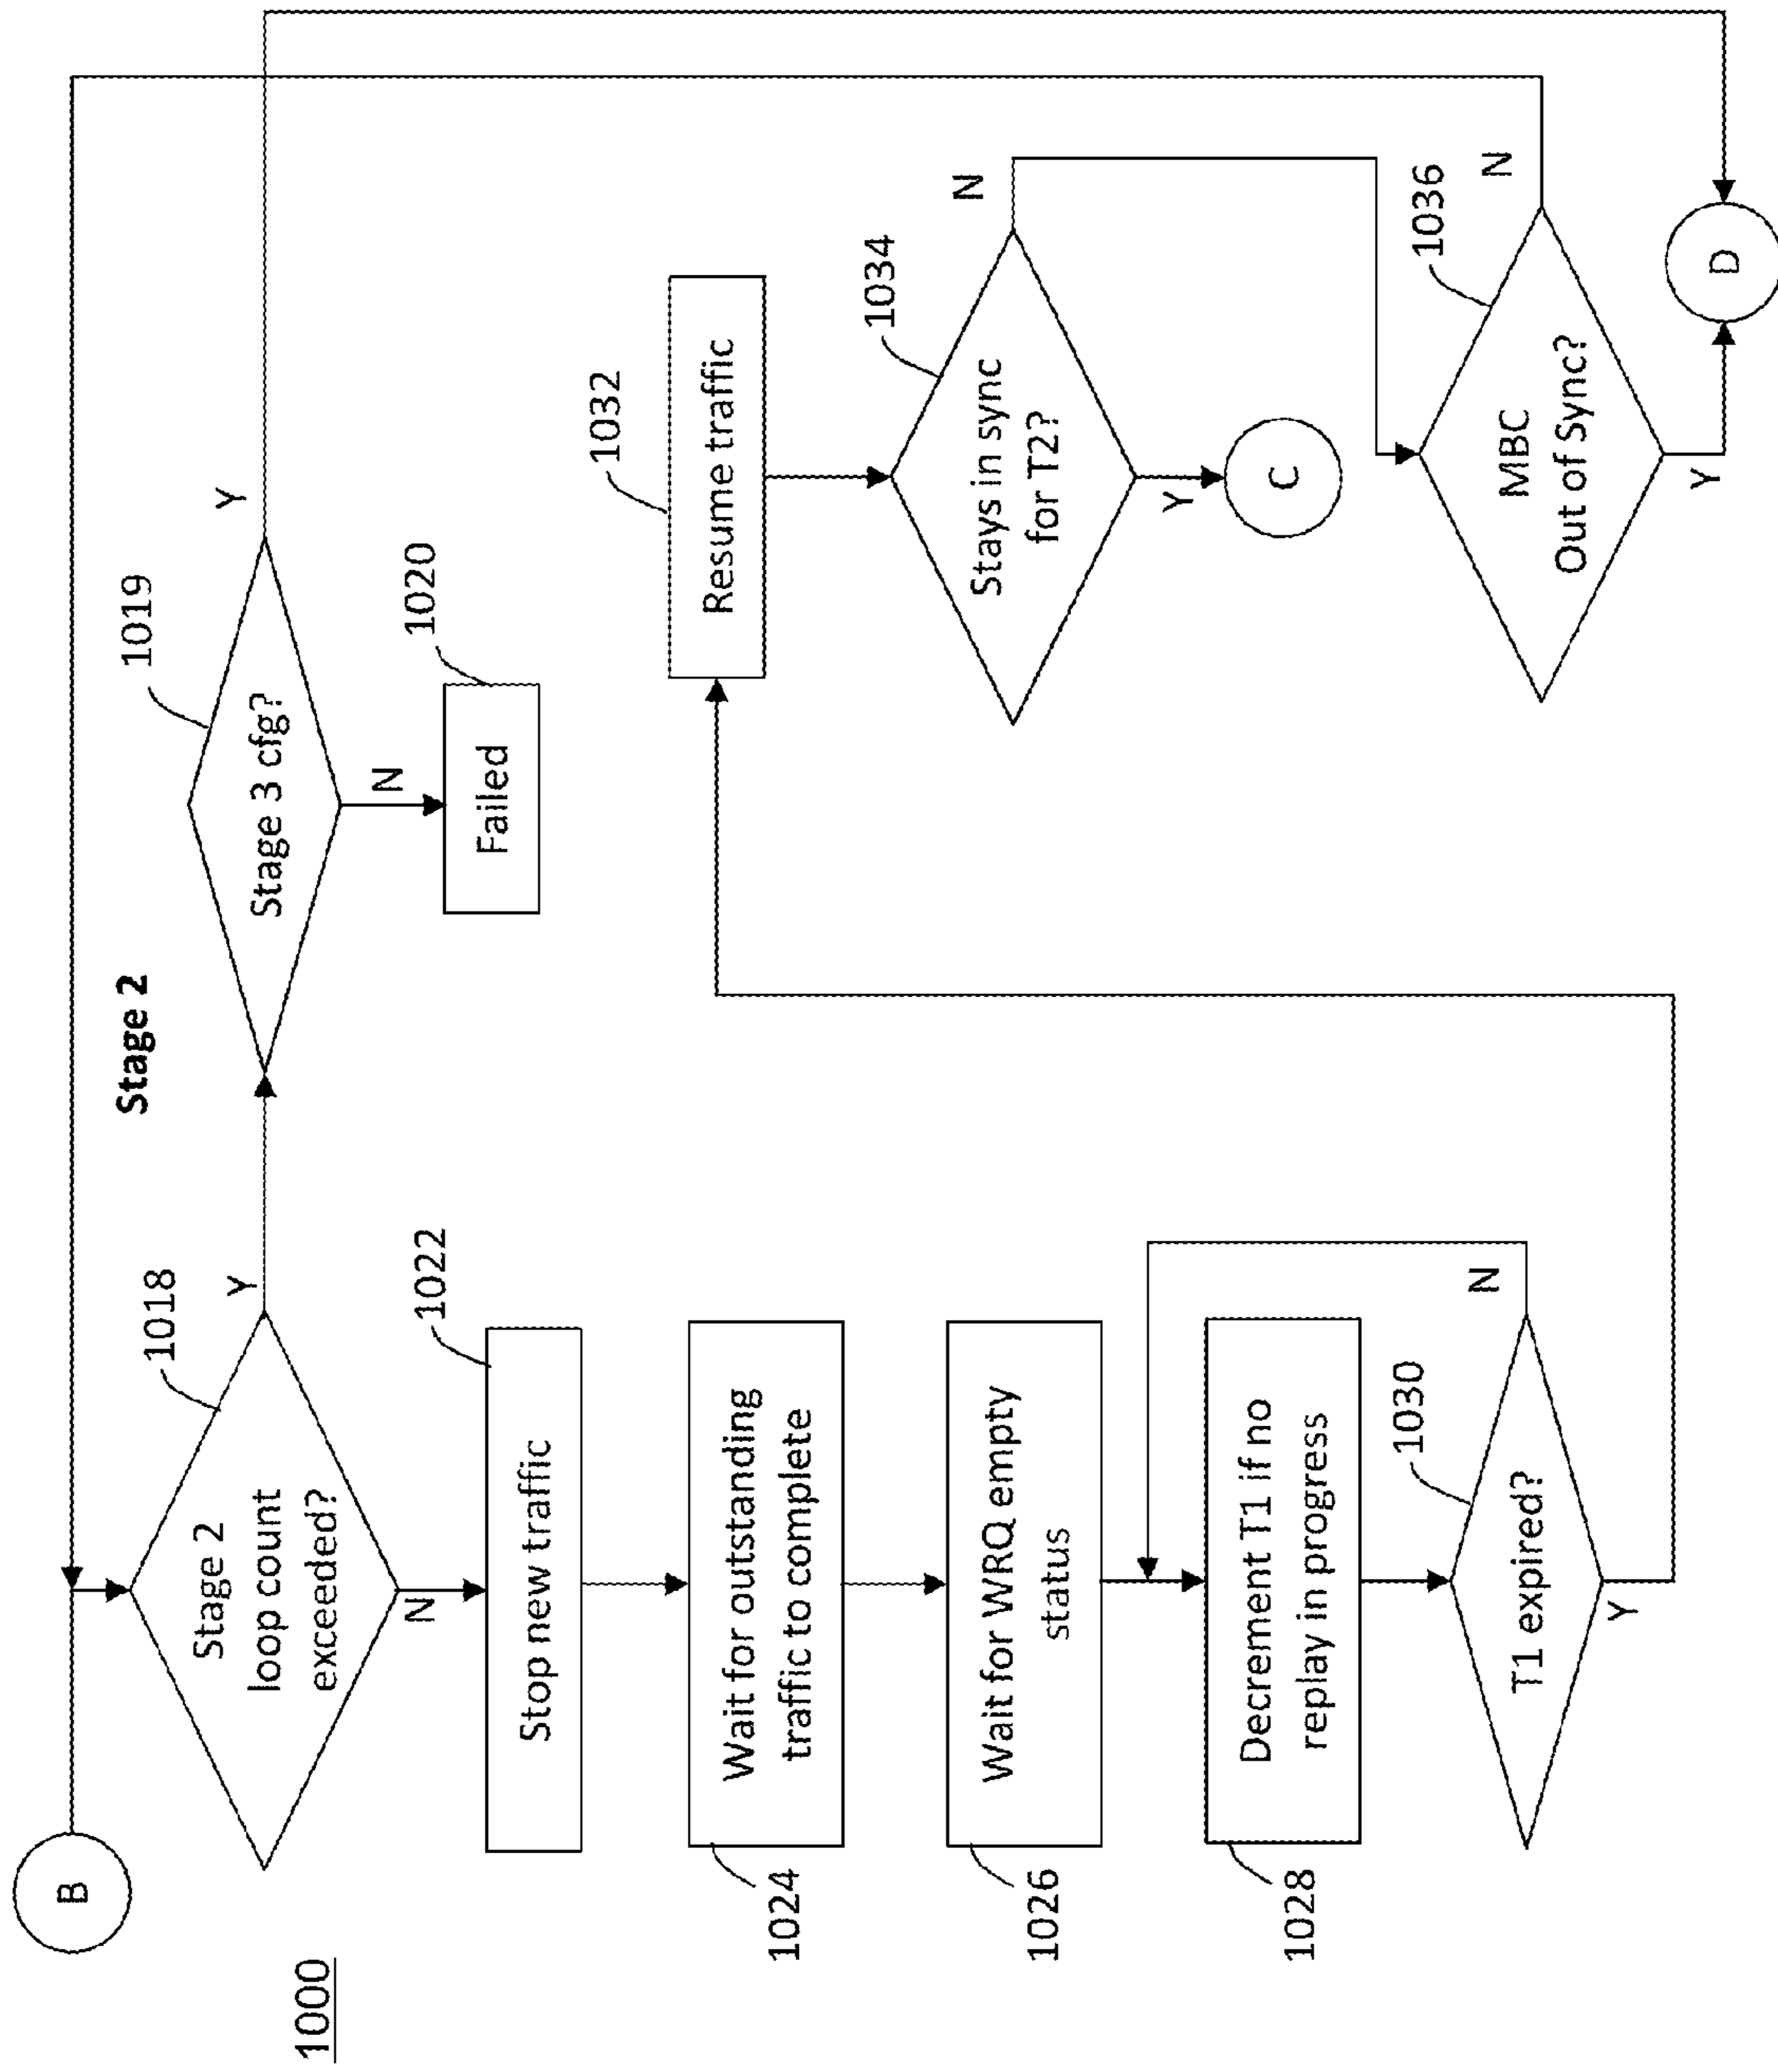 1000
B
Stage 2
1018
Stage 2
loop count
exceeded?
Y
N
1019
Stage 3 cfg?
Y
N
1020
Failed
1022
Stop new traffic
1024
Wait for outstanding
traffic to complete
1026
Wait for WRQ empty
status
1028
Decrement T1 if no
replay in progress
1030
T1 expired?
N
Y
1032
Resume traffic
1034
Stays in sync
for T2?
N
Y
C
1036
MBC
Out of Sync?
N
Y
D